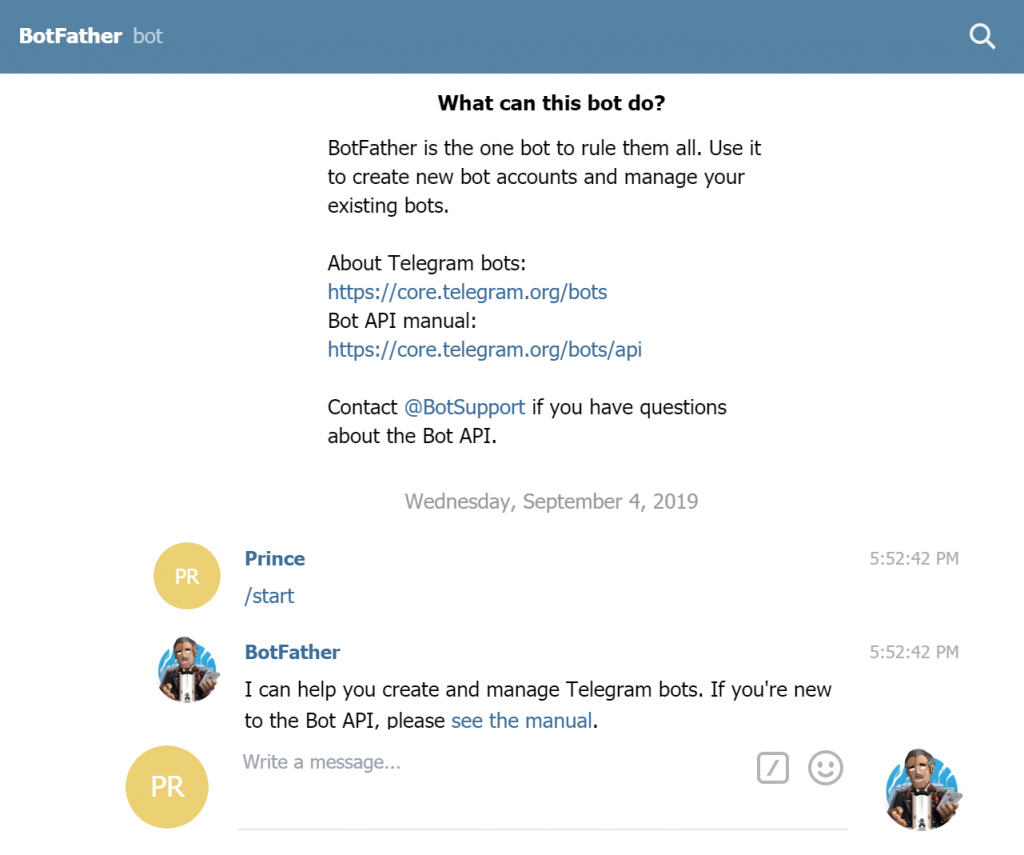 BotFather bot
What can this bot do?
BotFather is the one bot to rule them all. Use it
to create new bot accounts and manage your
existing bots.
About Telegram bots:
https://core.telegram.org/bots
Bot API manual:
https://core.telegram.org/bots/api
Contact @BotSupport if you have questions
about the Bot API.
Wednesday, September 4, 2019
PR
Prince 5:52:42 PM
/start
BotFather 5:52:42 PM
I can help you create and manage Telegram bots. If you're new
to the Bot API, please see the manual.
Write a message...
PR